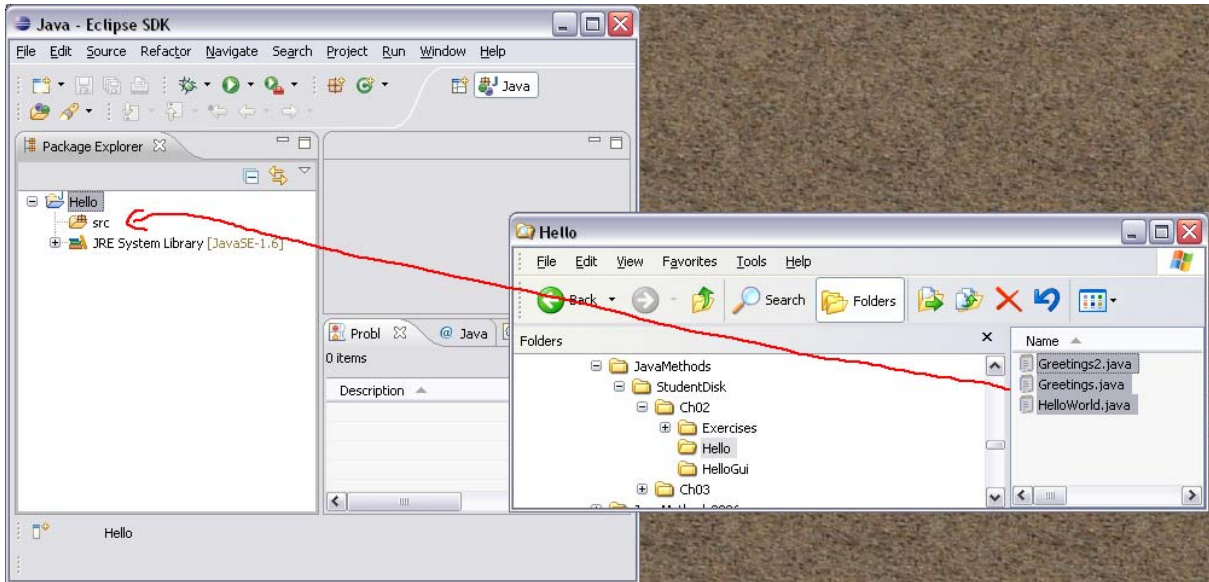 Java - Eclipse SDK
File Edit Source Refactor Navigate Search Project Run Window Help
Java
Package Explorer
Hello
src
JRE System Library [JavaSE-1.6]
Probl @ Java
0 items
Description
Hello
Hello
File Edit View Favorites Tools Help
Back Search Folders
Folders
JavaMethods
StudentDisk
Ch02
Exercises
Hello
HelloGui
Ch03
Name
Greetings2.java
Greetings.java
HelloWorld.java